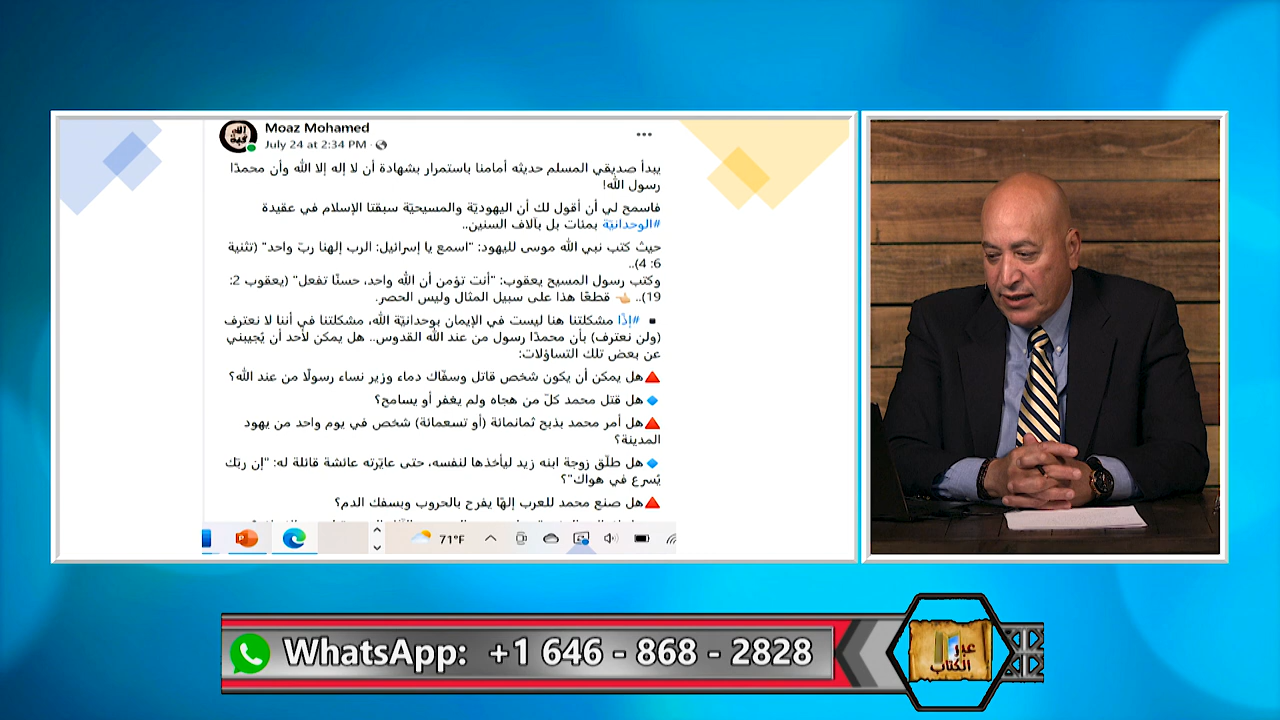 Moaz Mohamed
July 24 at 2:34 PM
يبدأ صديقي المسلم حديثه أمامنا باستمرار بشهادة أن لا إله إلا الله وأن محمدًا
رسول الله!
فاسمح لي أن أقول لك أن اليهوديّة والمسيحيّة سبقتا الإسلام في عقيدة
#الوحدانيّة بمئات بل بآلاف السنين..
حيث كتب نبي الله موسى لليهود: "اسمع يا إسرائيل: الرب إلهنا ربّ واحد" (تثنية
6: 4)..
وكتب رسول المسيح يعقوب: "أنت تؤمن أن الله واحد، حسنًا تفعل" (يعقوب 2:
19).. 👈 قطعًا هذا على سبيل المثال وليس الحصر.
▪ #إذًا مشكلتنا هنا ليست في الإيمان بوحدانيّة الله، مشكلتنا في أننا لا نعترف
(ولن نعترف) بأن محمدًا رسول من عند الله القدوس.. هل يمكن لأحد أن يُجيبني
عن بعض تلك التساؤلات:
🔺هل يمكن أن يكون شخص قاتل وسفّاك دماء وزير نساء رسولًا من عند الله؟
🔹هل قتل محمد كلّ من هجاه ولم يغفر أو يسامح؟
🔺هل أمر محمد بذبح ثمانمائة (أو تسعمائة) شخص في يوم واحد من يهود
المدينة؟
🔹هل طلّق زوجة ابنه زيد ليأخذها لنفسه، حتى عايّرته عائشة قائلة له: "إن ربّك
يُسرع في هواك"؟
🔺هل صنع محمد للعرب إلهًا يفرح بالحروب وبسفك الدم؟
71°F
WhatsApp: +1 646 - 868 - 2828
عبر
الكتاب